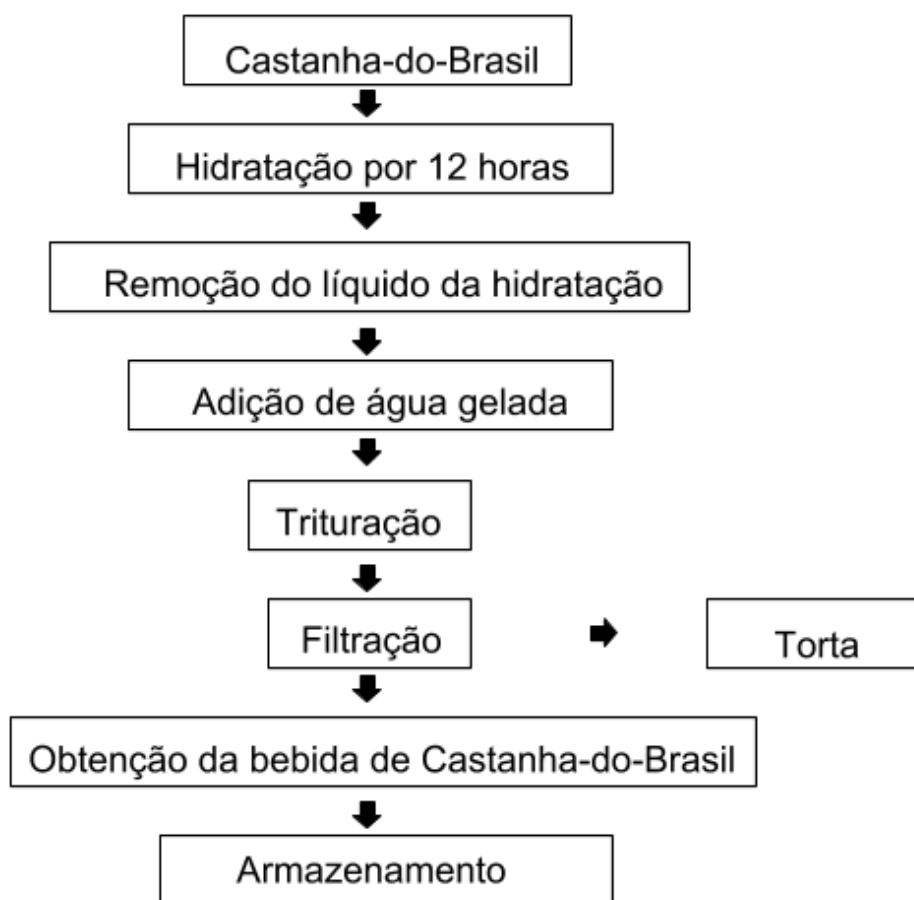 Castanha-do-Brasil
Hidratação por 12 horas
Remoção do líquido da hidratação
Adição de água gelada
Trituração
Filtração
Torta
Obtenção da bebida de Castanha-do-Brasil
Armazenamento